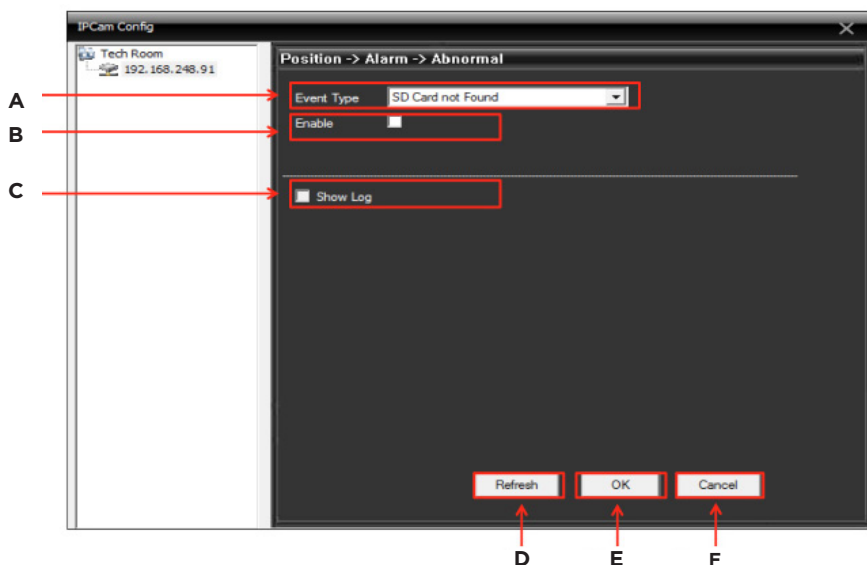 IPCam Config
Tech Room
192.168.248.91
Position -> Alarm -> Abnormal
A
Event Type
SD Card not Found
B
Enable
C
Show Log
Refresh
OK
Cancel
D
E
F